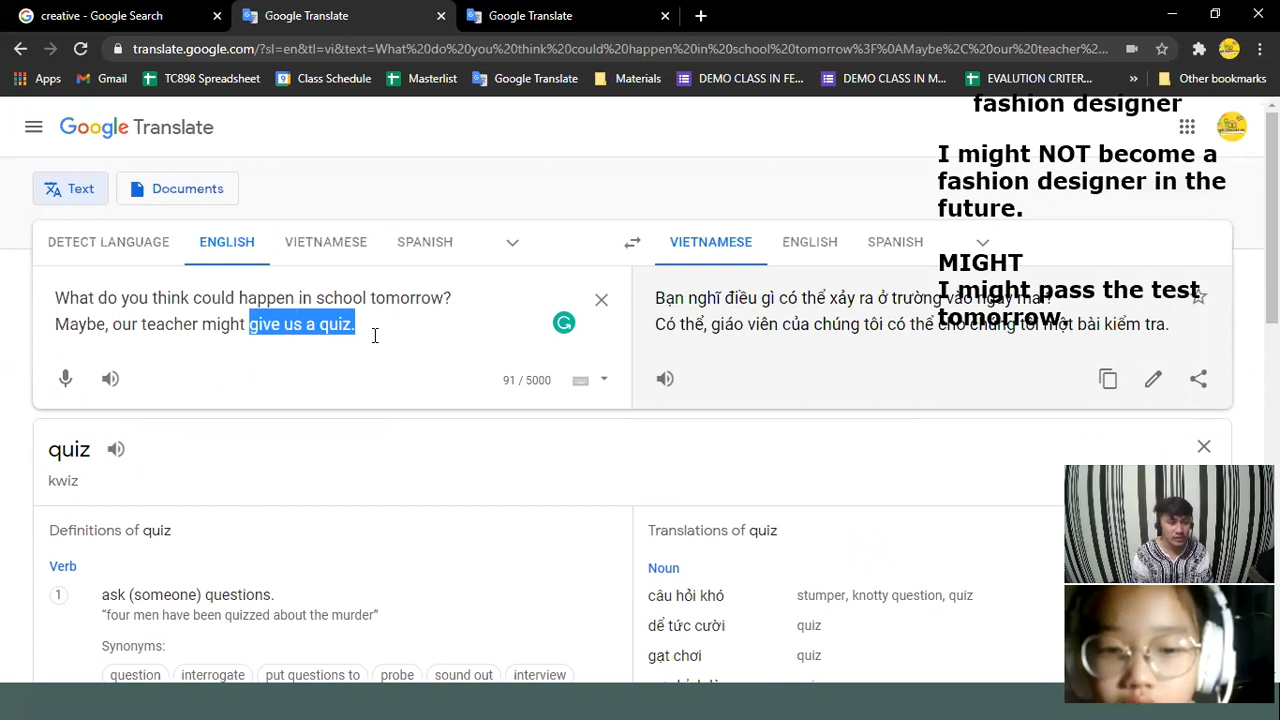 creative - Google Search
Google Translate
Google Translate
translate.google.com/?sl=en&tl=vi&text=What%20do%20you%20think%20could%20happen%20in%20school%20tomorrow%3F%0AMaybe%2C%20our%20teacher%...
Apps
Gmail
TC898 Spreadsheet
Class Schedule
Masterlist
Google Translate
Materials
DEMO CLASS IN FE...
DEMO CLASS IN M...
EVALUTION CRITER...
»
Other bookmarks
fashion designer
Google Translate
I might NOT become a
fashion designer in the
future.
Text
Documents
DETECT LANGUAGE
ENGLISH
VIETNAMESE
SPANISH
VIETNAMESE
ENGLISH
SPANISH
MIGHT
I might pass the test
tomorrow.
What do you think could happen in school tomorrow?
Maybe, our teacher might give us a quiz.
Bạn nghĩ điều gì có thể xảy ra ở trường vào ngày mai?
Có thể, giáo viên của chúng tôi có thể cho chúng tôi một bài kiểm tra.
91 / 5000
quiz
kwiz
Definitions of quiz
Translations of quiz
Verb
Noun
1
ask (someone) questions.
“four men have been quizzed about the murder”
Synonyms:
question
interrogate
put questions to
probe
sound out
interview
câu hỏi khó
stumper, knotty question, quiz
dể tức cười
quiz
gạt chơi
quiz